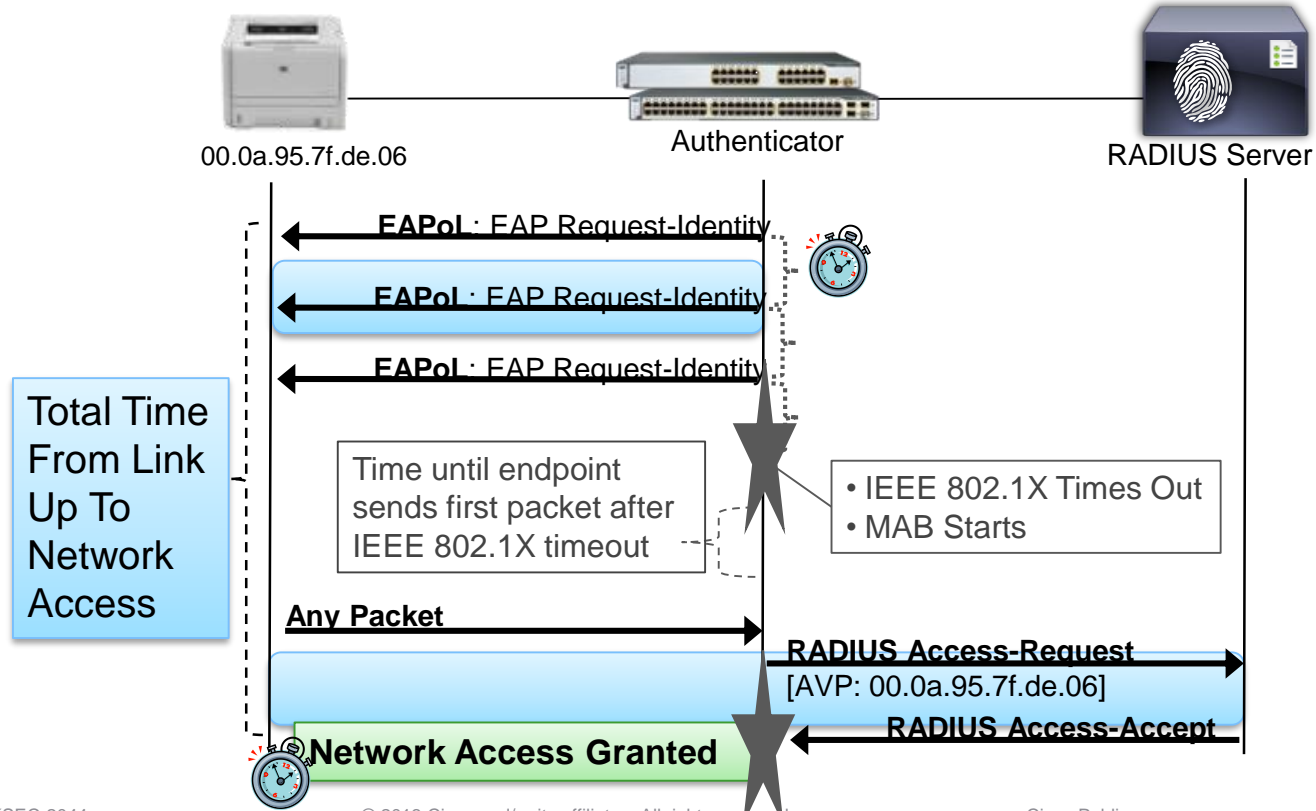 Authenticator
00.0a.95.7f.de.06
RADIUS Server
EAPoL: EAP Request-Identity
EAPoL: EAP Request-Identity
EAPoL: EAP Request-Identity
Total Time
From Link
Up To
Network
Access
Time until endpoint
sends first packet after
IEEE 802.1X timeout
• IEEE 802.1X Times Out
• MAB Starts
Any Packet
RADIUS Access-Request
[AVP: 00.0a.95.7f.de.06]
RADIUS Access-Accept
Network Access Granted